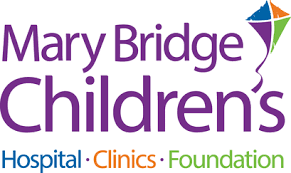 Mary Bridge
Children's
Hospital · Clinics · Foundation